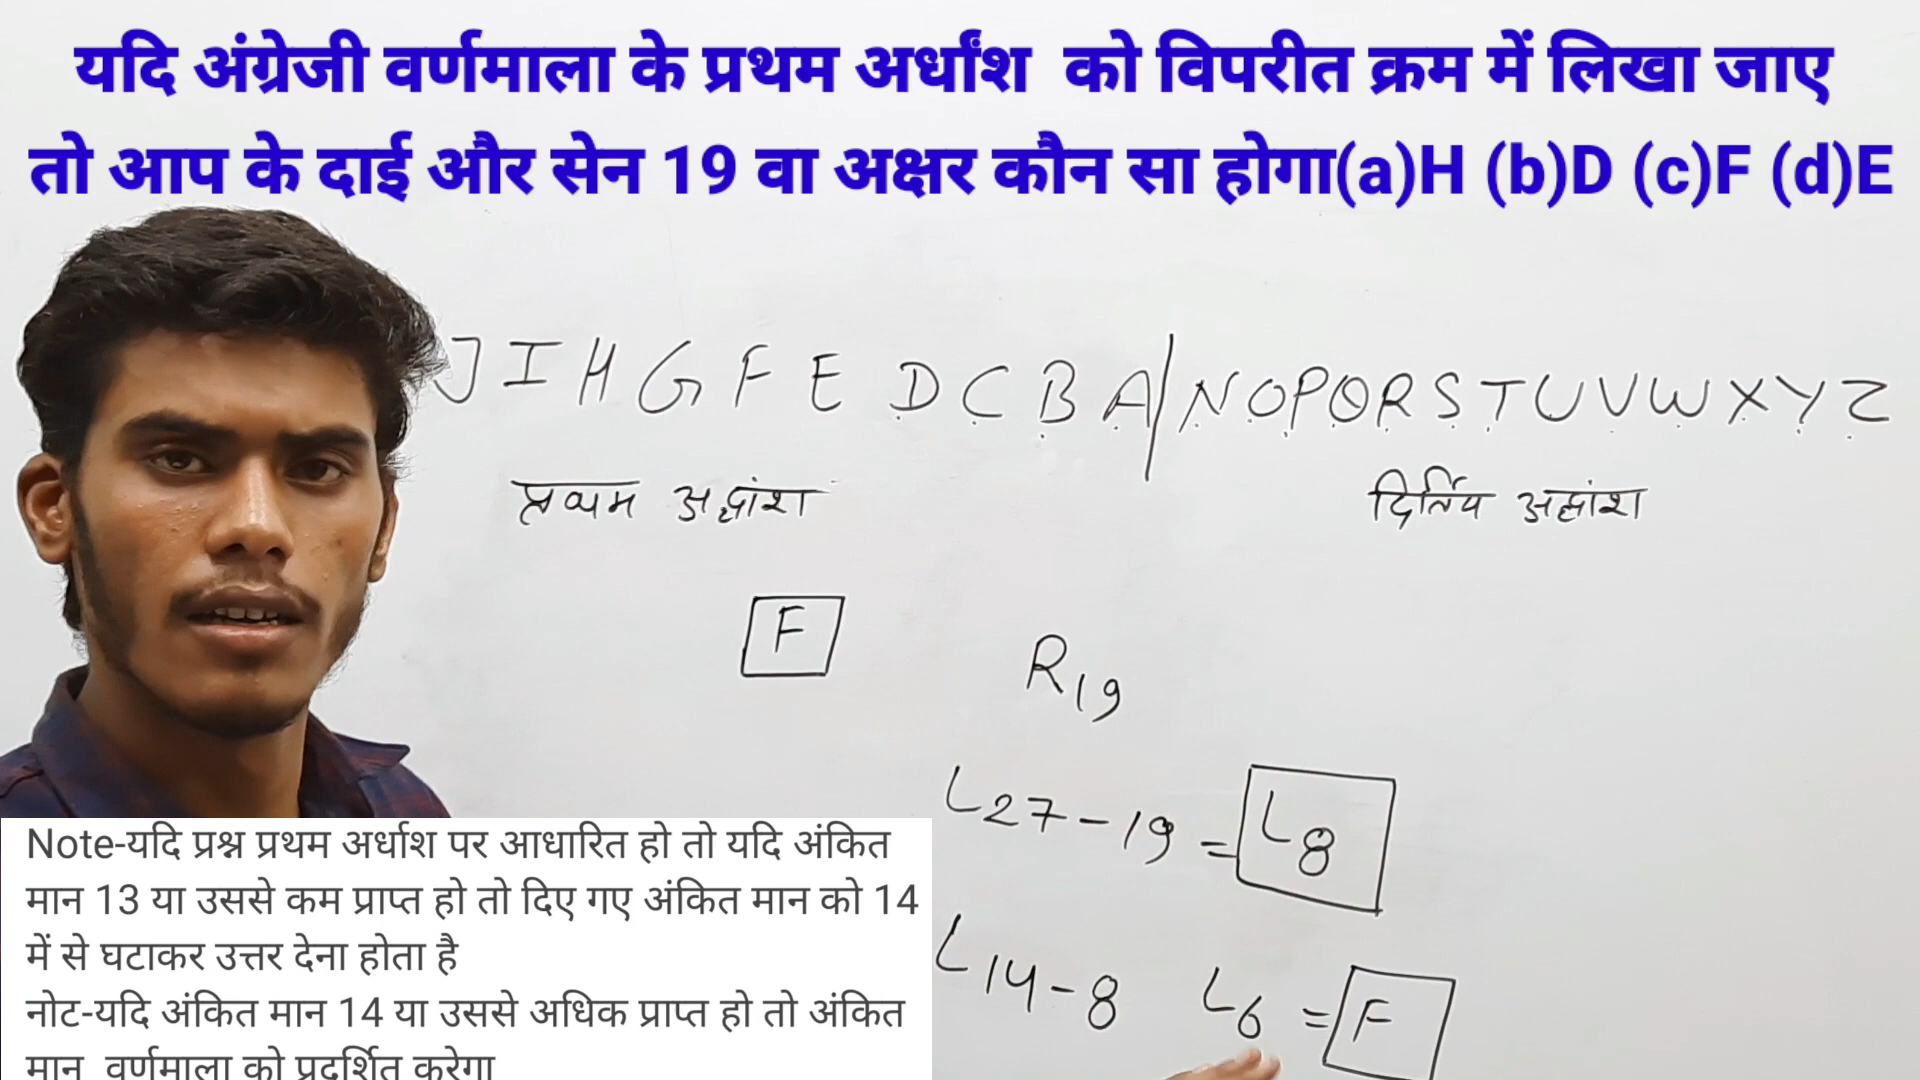 यदि अंग्रेजी वर्णमाला के प्रथम अर्धांश को विपरीत क्रम में लिखा जाए
तो आप के दाई और सेन 19 वा अक्षर कौन सा होगा(a)H (b)D (c)F (d)E
J I H G F E D C B A / N O P Q R S T U V W X Y Z
प्रथम अर्द्धांश
F
R19
L27-19 = L8
L14-8 L6 = F
Note-यदि प्रश्न प्रथम अर्धाश पर आधारित हो तो यदि अंकित
मान 13 या उससे कम प्राप्त हो तो दिए गए अंकित मान को 14
में से घटाकर उत्तर देना होता है
नोट-यदि अंकित मान 14 या उससे अधिक प्राप्त हो तो अंकित
मान वर्णमाला को प्रदर्शित करेगा